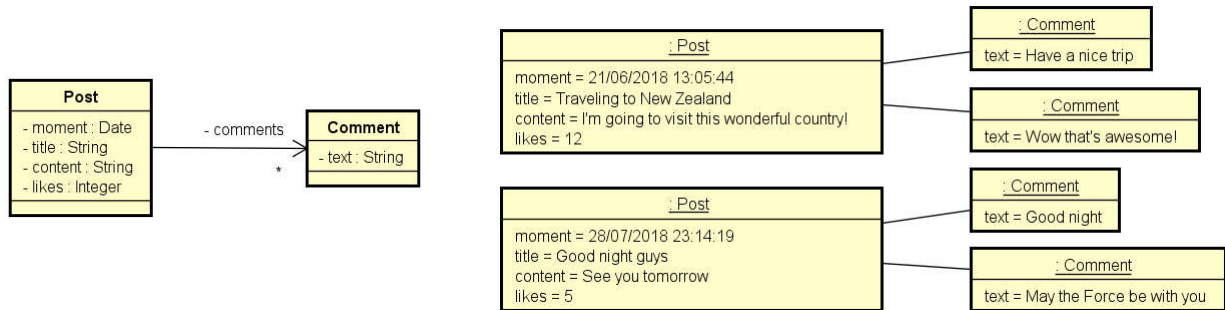 Post
- moment : Date
- title : String
- content : String
- likes : Integer
- comments
*
Comment
- text : String
: Post
moment = 21/06/2018 13:05:44
title = Traveling to New Zealand
content = I'm going to visit this wonderful country!
likes = 12
: Comment
text = Have a nice trip
: Comment
text = Wow that's awesome!
: Post
moment = 28/07/2018 23:14:19
title = Good night guys
content = See you tomorrow
likes = 5
: Comment
text = Good night
: Comment
text = May the Force be with you